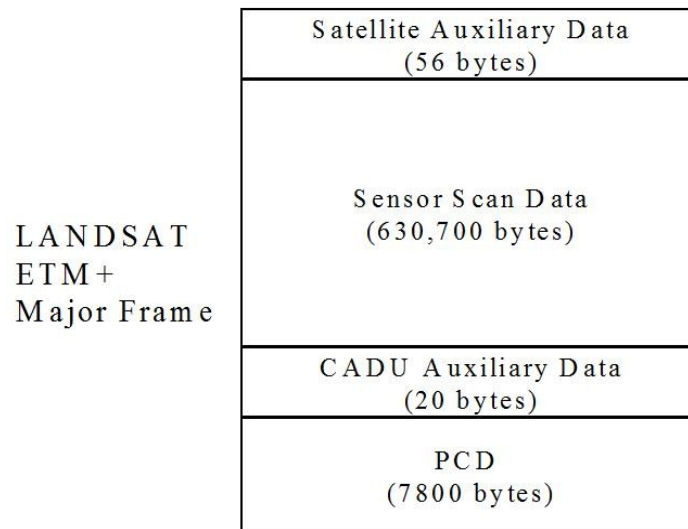 Satellite Auxiliary Data
(56 bytes)
Sensor Scan Data
(630,700 bytes)
LANDSAT
ETM+
Major Frame
CADU Auxiliary Data
(20 bytes)
PCD
(7800 bytes)